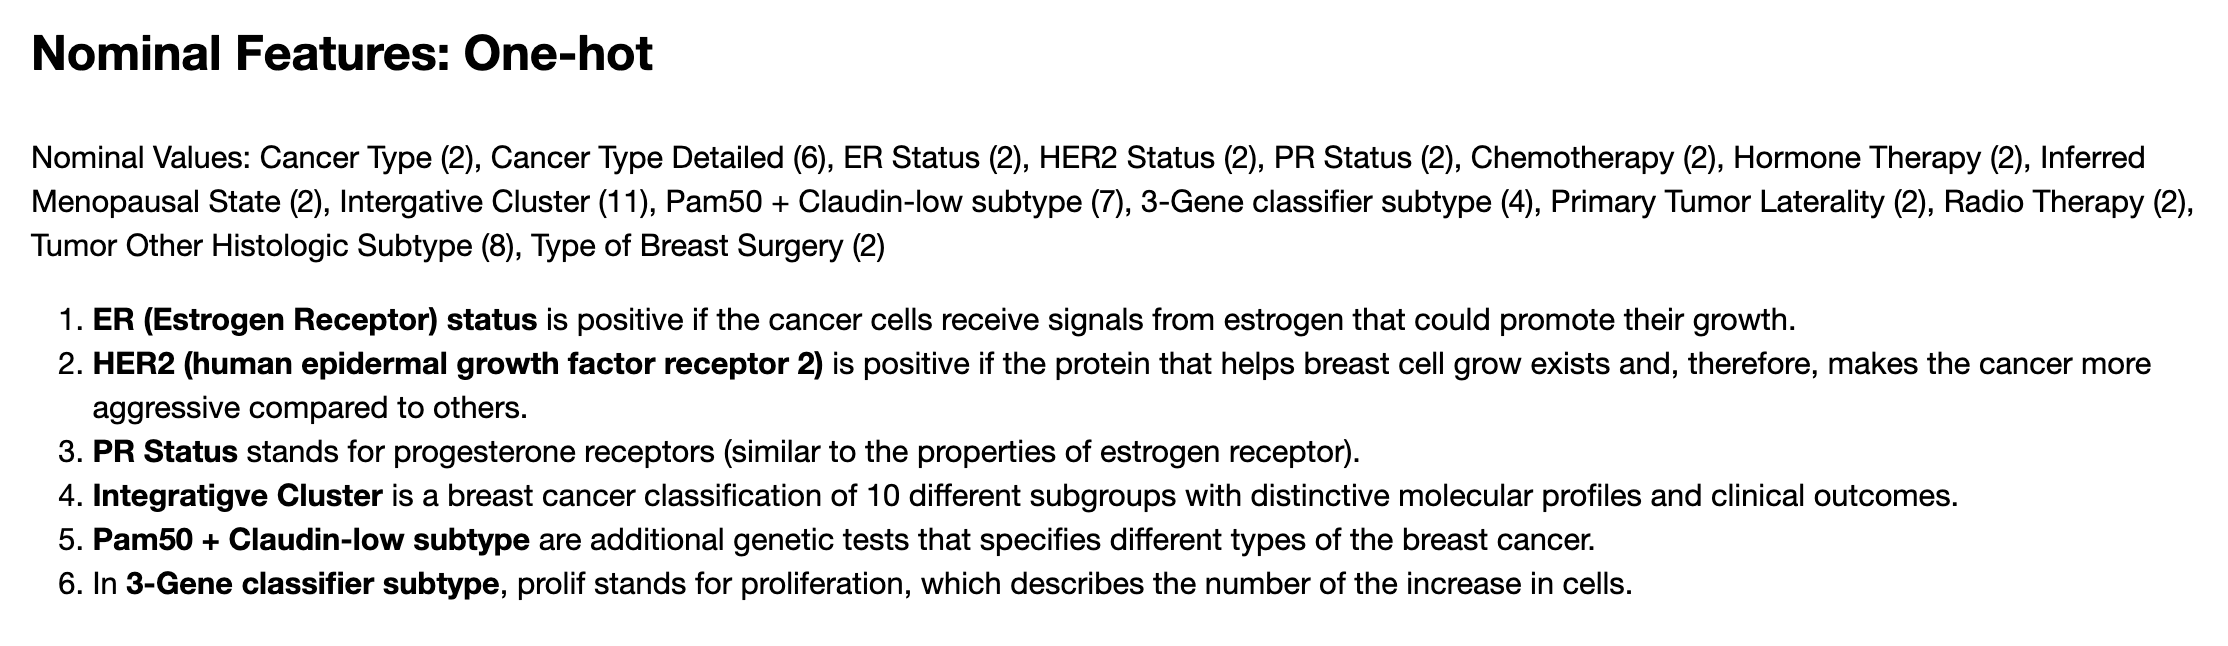 Nominal Features: One-hot
Nominal Values: Cancer Type (2), Cancer Type Detailed (6), ER Status (2), HER2 Status (2), PR Status (2), Chemotherapy (2), Hormone Therapy (2), Inferred
Menopausal State (2), Intergative Cluster (11), Pam50 + Claudin-low subtype (7), 3-Gene classifier subtype (4), Primary Tumor Laterality (2), Radio Therapy (2),
Tumor Other Histologic Subtype (8), Type of Breast Surgery (2)
1. ER (Estrogen Receptor) status is positive if the cancer cells receive signals from estrogen that could promote their growth.
2. HER2 (human epidermal growth factor receptor 2) is positive if the protein that helps breast cell grow exists and, therefore, makes the cancer more
aggressive compared to others.
3. PR Status stands for progesterone receptors (similar to the properties of estrogen receptor).
4. Integratigve Cluster is a breast cancer classification of 10 different subgroups with distinctive molecular profiles and clinical outcomes.
5. Pam50 + Claudin-low subtype are additional genetic tests that specifies different types of the breast cancer.
6. In 3-Gene classifier subtype, prolif stands for proliferation, which describes the number of the increase in cells.